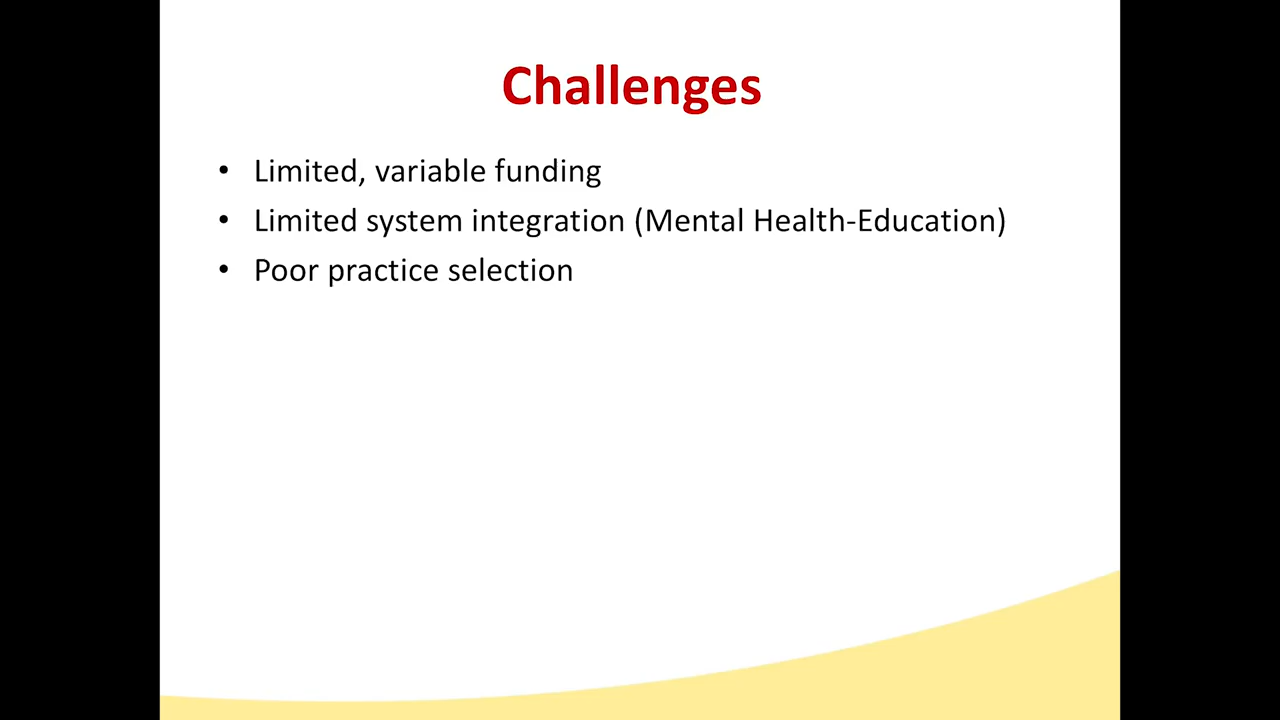 Challenges
• Limited, variable funding
• Limited system integration (Mental Health-Education)
• Poor practice selection